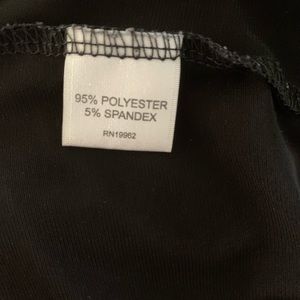 95% POLYESTER
5% SPANDEX
RN19962